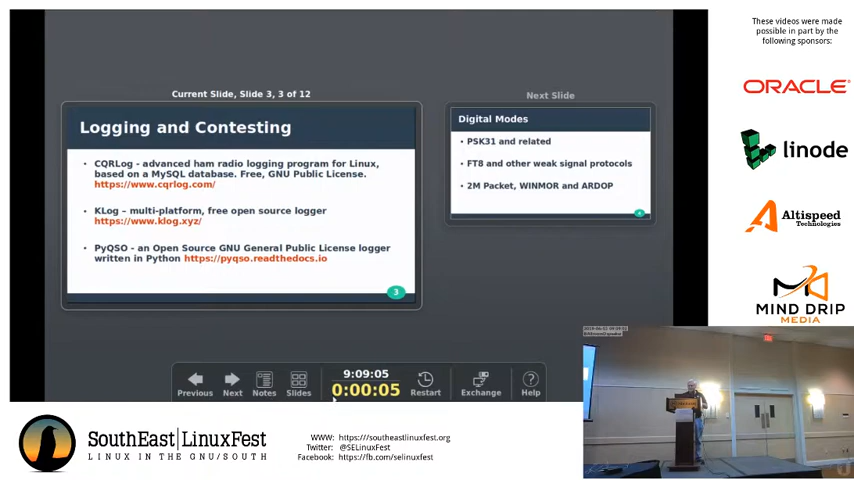 These videos were made
possible in part by the
following sponsors:
ORACLE
linode
Altispeed
Technologies
MIND DRIP
MEDIA
Current Slide, Slide 3, 3 of 12
Logging and Contesting
• CQRLog - advanced ham radio logging program for Linux,
based on a MySQL database. Free, GNU Public License.
https://www.cqrlog.com/
• KLog – multi-platform, free open source logger
https://www.klog.xyz/
• PyQSO - an Open Source GNU General Public License logger
written in Python https://pyqso.readthedocs.io
3
Next Slide
Digital Modes
• PSK31 and related
• FT8 and other weak signal protocols
• 2M Packet, WINMOR and ARDOP
Previous
Next
Notes
Slides
9:09:05
0:00:05
Restart
Exchange
Help
SouthEast|LinuxFest
LINUX IN THE GNU/SOUTH
WWW: https://southeastlinuxfest.org
Twitter: @SELinuxFest
Facebook: https://fb.com/selinuxfest